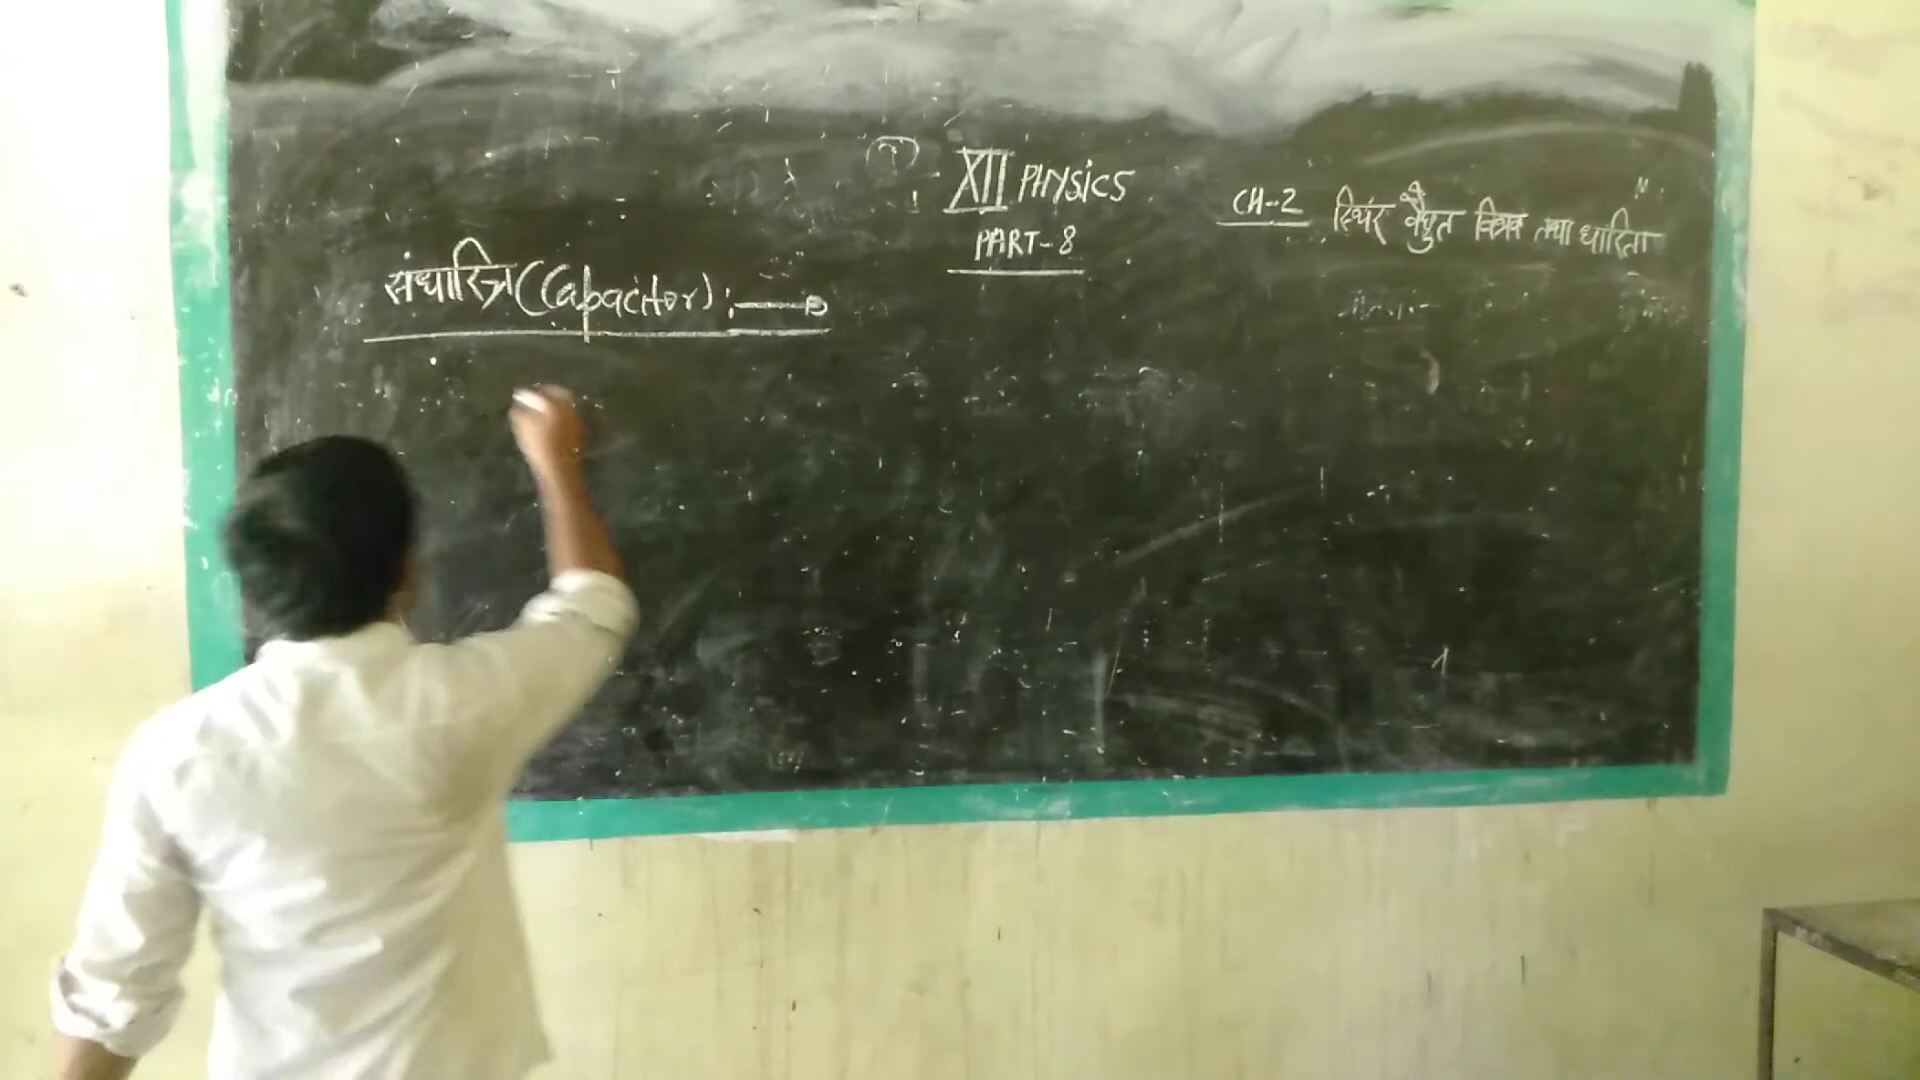 XII PHYSICS
PART-8
CH-2 स्थिर वैधुत विभव तथा धारिता
संधारित्र (Capacitor):→